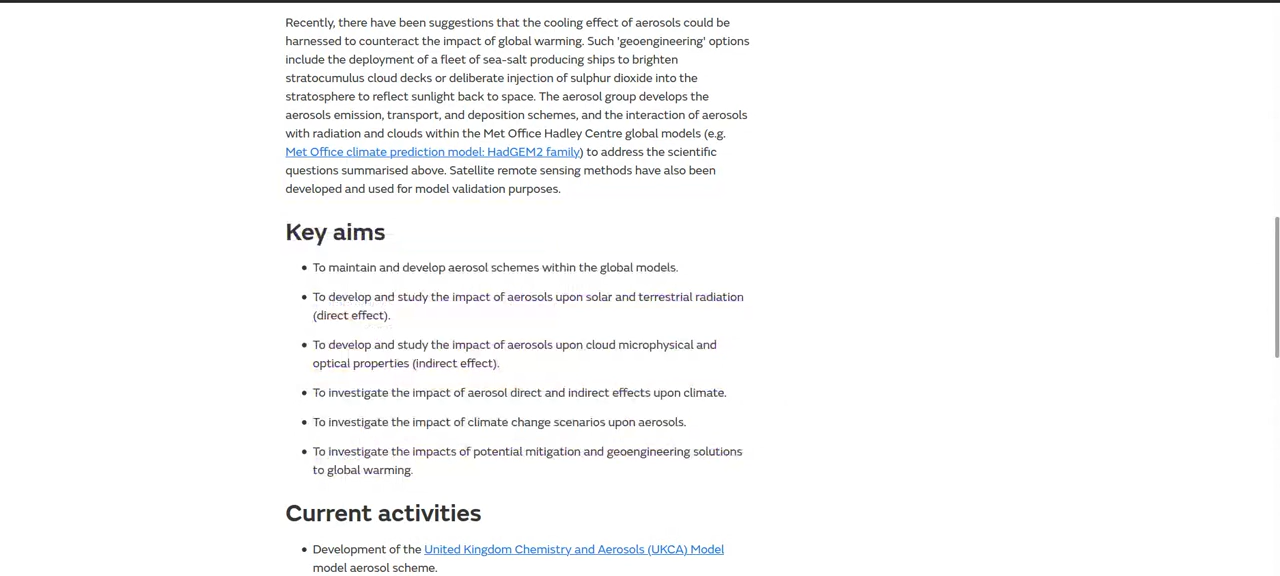 Recently, there have been suggestions that the cooling effect of aerosols could be
harnessed to counteract the impact of global warming. Such 'geoengineering' options
include the deployment of a fleet of sea-salt producing ships to brighten
stratocumulus cloud decks or deliberate injection of sulphur dioxide into the
stratosphere to reflect sunlight back to space. The aerosol group develops the
aerosols emission, transport, and deposition schemes, and the interaction of aerosols
with radiation and clouds within the Met Office Hadley Centre global models (e.g.
Met Office climate prediction model: HadGEM2 family) to address the scientific
questions summarised above. Satellite remote sensing methods have also been
developed and used for model validation purposes.
Key aims
• To maintain and develop aerosol schemes within the global models.
• To develop and study the impact of aerosols upon solar and terrestrial radiation
(direct effect).
• To develop and study the impact of aerosols upon cloud microphysical and
optical properties (indirect effect).
• To investigate the impact of aerosol direct and indirect effects upon climate.
• To investigate the impact of climate change scenarios upon aerosols.
• To investigate the impacts of potential mitigation and geoengineering solutions
to global warming.
Current activities
• Development of the United Kingdom Chemistry and Aerosols (UKCA) Model
model aerosol scheme.